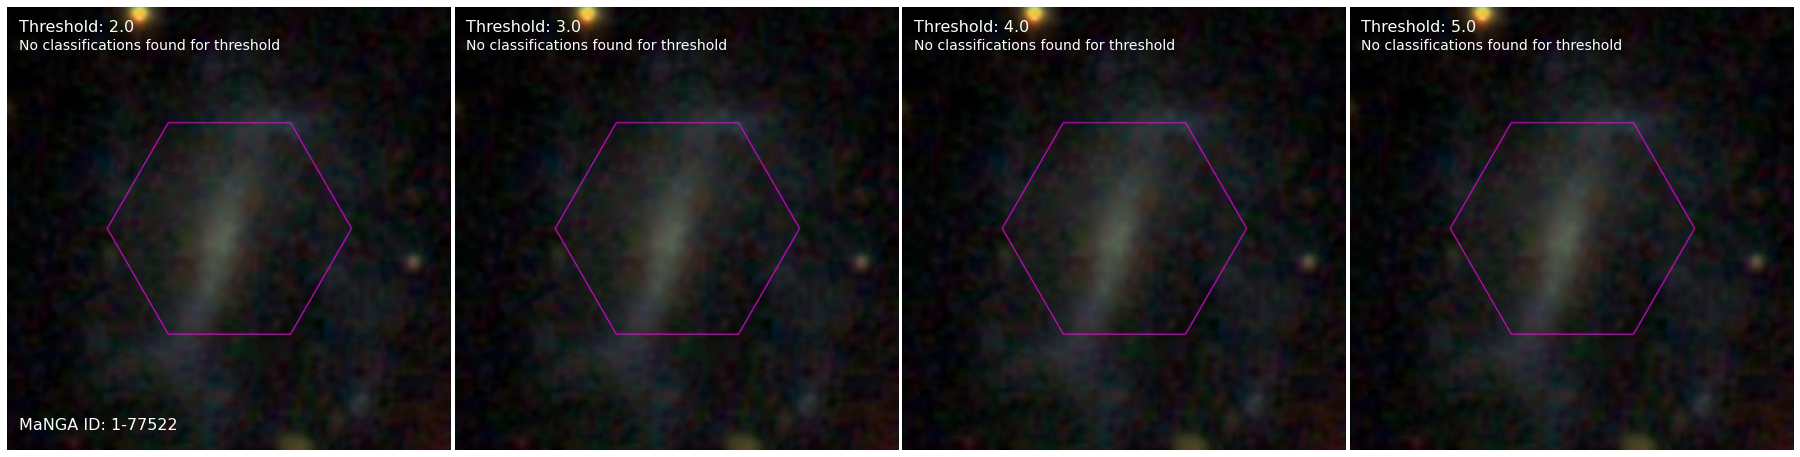 Threshold: 2.0
No classifications found for threshold
MaNGA ID: 1-77522
Threshold: 3.0
No classifications found for threshold
Threshold: 4.0
No classifications found for threshold
Threshold: 5.0
No classifications found for threshold